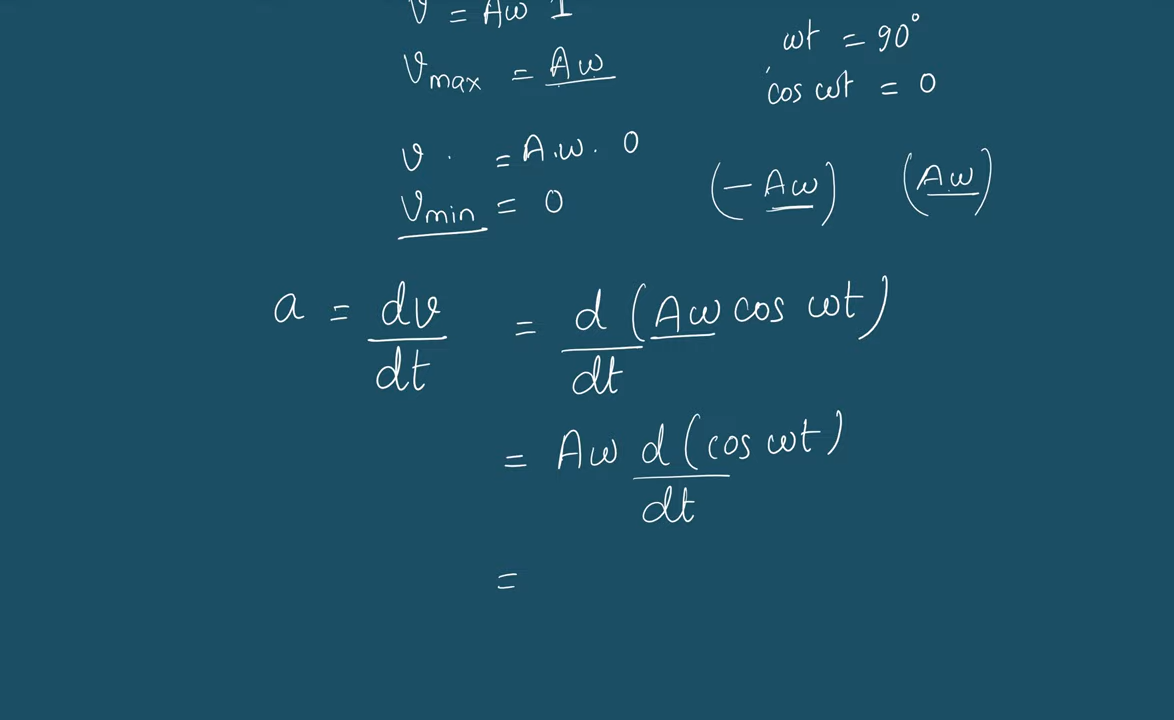 v = Aω 1
ωt = 90°
vmax = Aω
cos ωt = 0
v = A.ω. 0
(-Aω) (Aω)
vmin = 0
a = dv/dt = d/dt (Aω cos ωt)
= Aω d/dt (cos ωt)
=